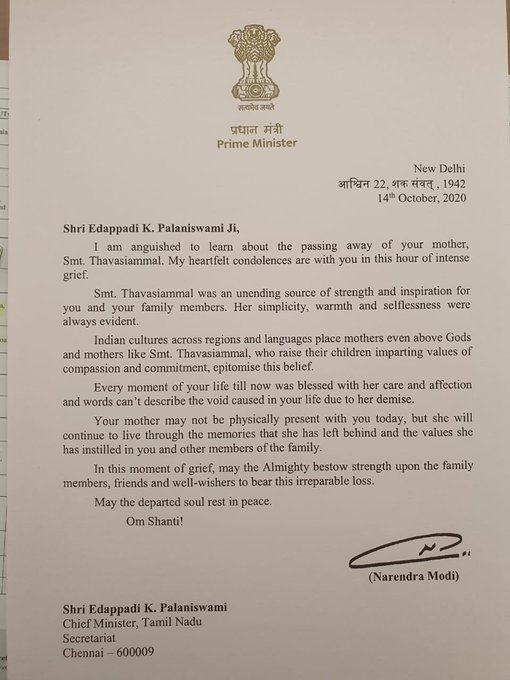 सत्यमेव जयते
प्रधान मंत्री
Prime Minister
New Delhi
आश्विन 22, शक संवत् , 1942
14th October, 2020
Shri Edappadi K. Palaniswami Ji,
I am anguished to learn about the passing away of your mother,
Smt. Thavasiammal. My heartfelt condolences are with you in this hour of intense
grief.
Smt. Thavasiammal was an unending source of strength and inspiration for
you and your family members. Her simplicity, warmth and selflessness were
always evident.
Indian cultures across regions and languages place mothers even above Gods
and mothers like Smt. Thavasiammal, who raise their children imparting values of
compassion and commitment, epitomise this belief.
Every moment of your life till now was blessed with her care and affection
and words can't describe the void caused in your life due to her demise.
Your mother may not be physically present with you today, but she will
continue to live through the memories that she has left behind and the values she
has instilled in you and other members of the family.
In this moment of grief, may the Almighty bestow strength upon the family
members, friends and well-wishers to bear this irreparable loss.
May the departed soul rest in peace.
Om Shanti!
(Narendra Modi)
Shri Edappadi K. Palaniswami
Chief Minister, Tamil Nadu
Secretariat
Chennai – 600009